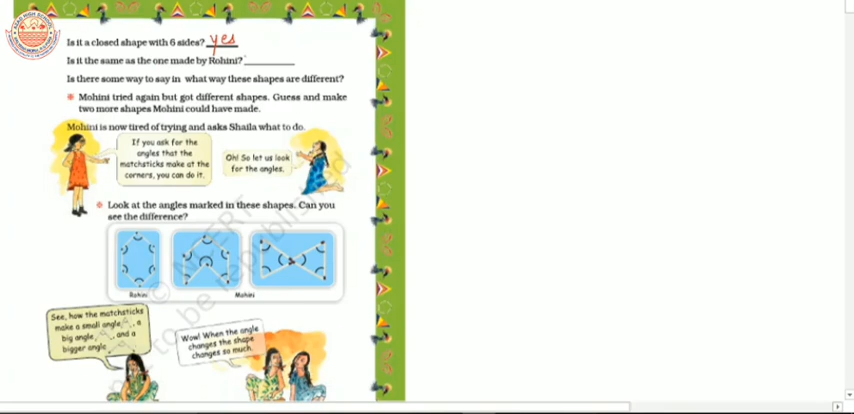 Is it a closed shape with 6 sides? yes
Is it the same as the one made by Rohini?
Is there some way to say in what way these shapes are different?
Mohini tried again but got different shapes. Guess and make
two more shapes Mohini could have made.
Mohini is now tired of trying and asks Shaila what to do.
If you ask for the
angles that the
matchsticks make at the
corners, you can do it.
Oh! So let us look
for the angles.
Look at the angles marked in these shapes. Can you
see the difference?
Rohini
Mohini
See, how the matchsticks
make a small angle , a
big angle , and a
bigger angle
Wow! When the angle
changes the shape
changes so much.